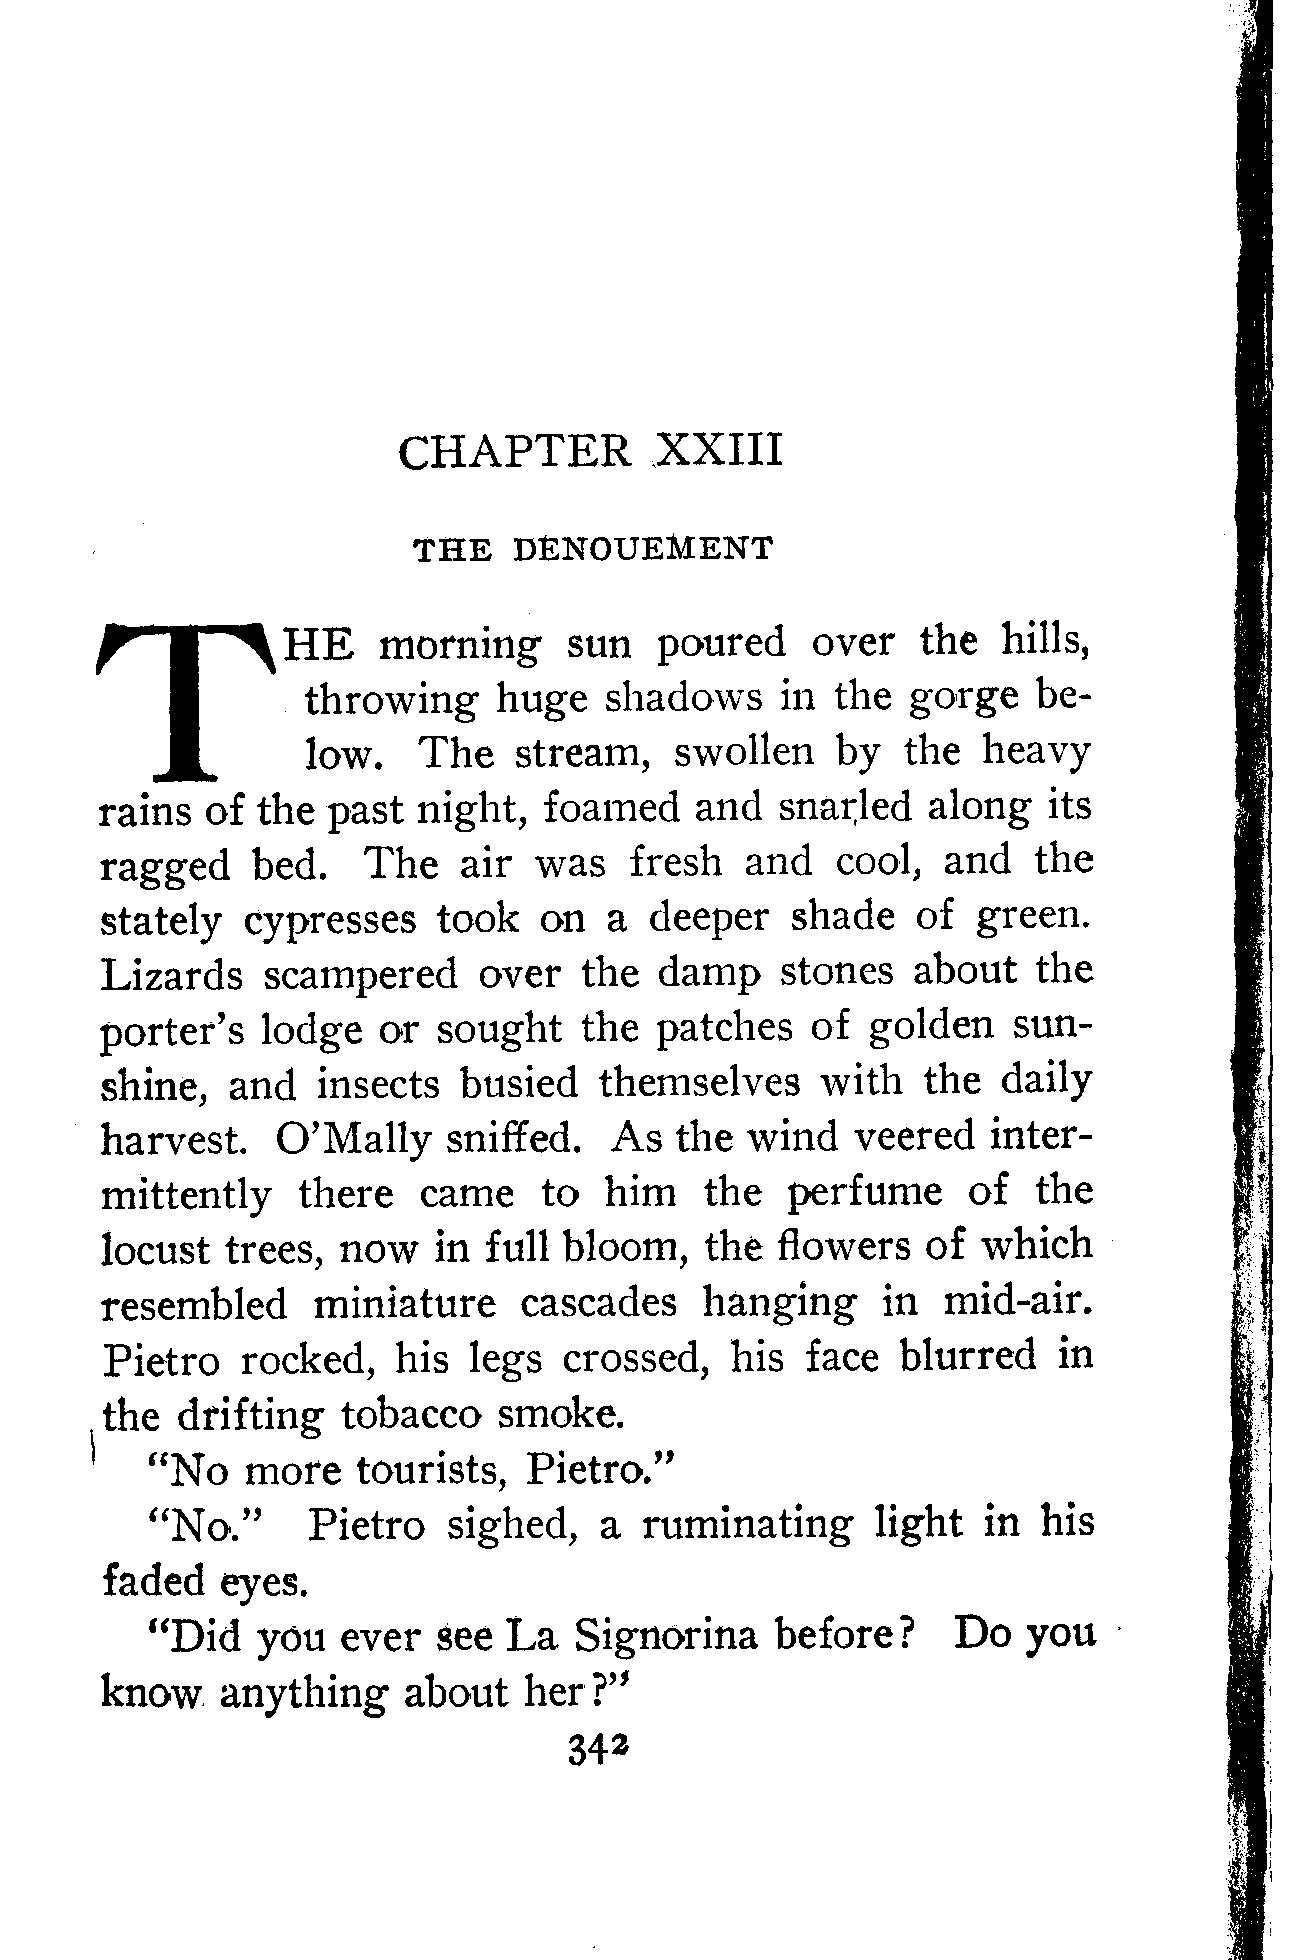 CHAPTER XXIII
THE DENOUEMENT
THE morning sun poured over the hills,
throwing huge shadows in the gorge be-
low. The stream, swollen by the heavy
rains of the past night, foamed and snarled along its
ragged bed. The air was fresh and cool, and the
stately cypresses took on a deeper shade of green.
Lizards scampered over the damp stones about the
porter's lodge or sought the patches of golden sun-
shine, and insects busied themselves with the daily
harvest. O'Mally sniffed. As the wind veered inter-
mittently there came to him the perfume of the
locust trees, now in full bloom, the flowers of which
resembled miniature cascades hanging in mid-air.
Pietro rocked, his legs crossed, his face blurred in
the drifting tobacco smoke.
"No more tourists, Pietro."
"No." Pietro sighed, a ruminating light in his
faded eyes.
"Did you ever see La Signorina before? Do you
know anything about her?"
342